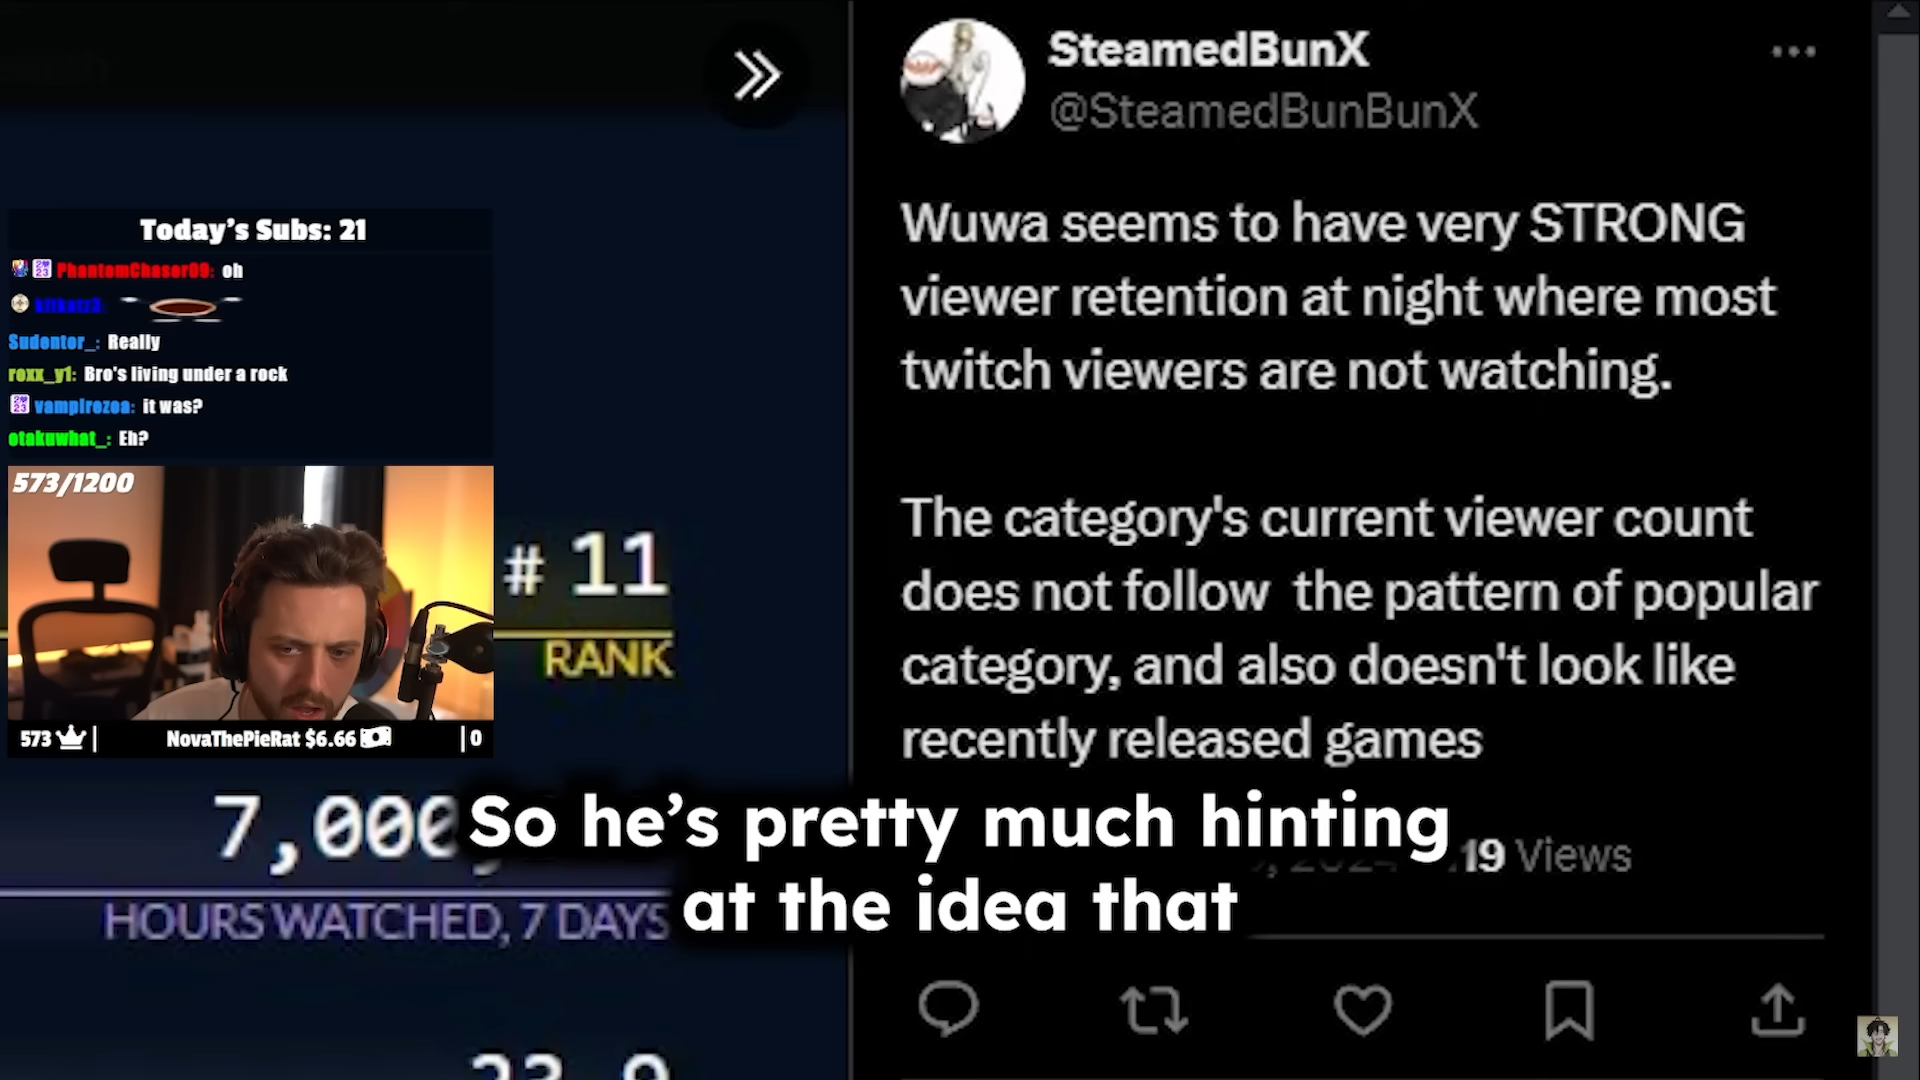 SteamedBunX
@SteamedBunBunX
Wuwa seems to have very STRONG
viewer retention at night where most
twitch viewers are not watching.
The category's current viewer count
does not follow  the pattern of popular
category, and also doesn't look like
recently released games
19 Views
Today's Subs: 21
PhantomChaser09: oh
Sudentor_: Really
roxx_y1: Bro's living under a rock
vampirezoa: it was?
otakuwhat_: Eh?
573/1200
573
NovaThePieRat $6.66
0
# 11
RANK
7,000
HOURS WATCHED, 7 DAYS
So he's pretty much hinting
at the idea that